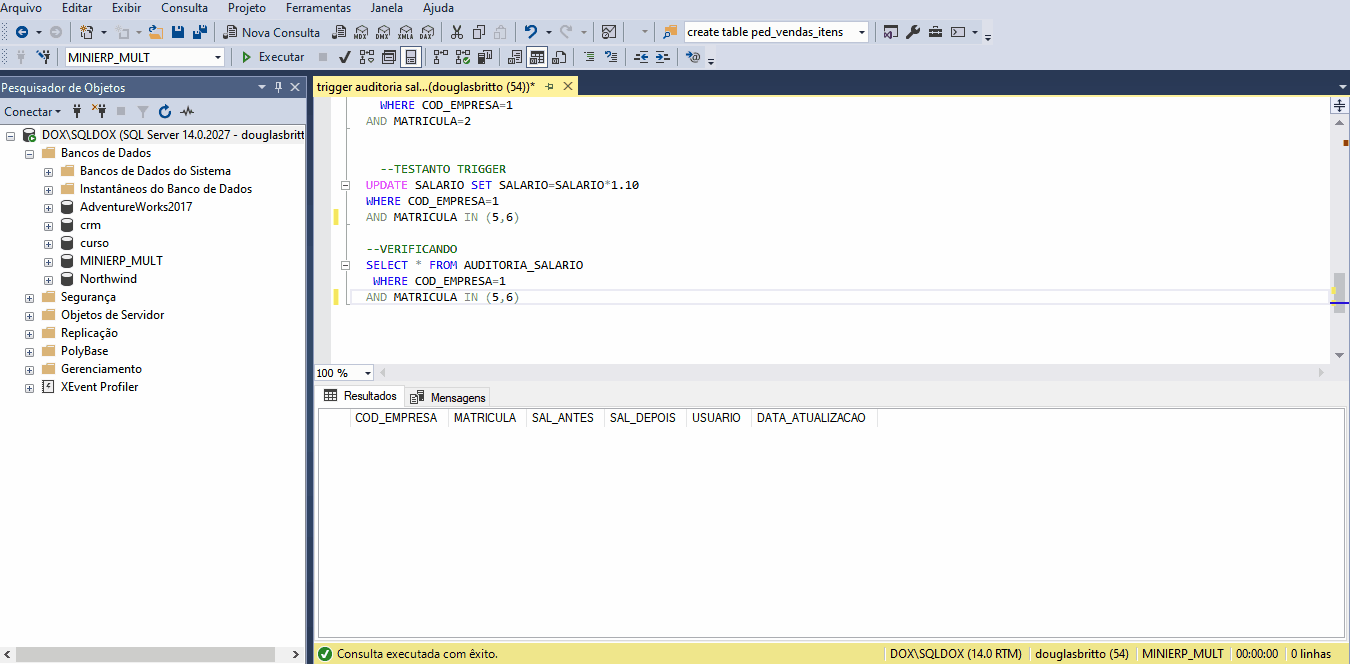 Arquivo Editar Exibir Consulta Projeto Ferramentas Janela Ajuda
Nova Consulta MDX DMX XMLA DAX create table ped_vendas_itens
MINIERP_MULT Executar
Pesquisador de Objetos
Conectar
DOX\SQLDOX (SQL Server 14.0.2027 - douglasbritt
Bancos de Dados
Bancos de Dados do Sistema
Instantâneos do Banco de Dados
AdventureWorks2017
crm
curso
MINIERP_MULT
Northwind
Segurança
Objetos de Servidor
Replicação
PolyBase
Gerenciamento
XEvent Profiler
trigger auditoria sal...(douglasbritto (54))*
WHERE COD_EMPRESA=1
AND MATRICULA=2
--TESTANTO TRIGGER
UPDATE SALARIO SET SALARIO=SALARIO*1.10
WHERE COD_EMPRESA=1
AND MATRICULA IN (5,6)
--VERIFICANDO
SELECT * FROM AUDITORIA_SALARIO
WHERE COD_EMPRESA=1
AND MATRICULA IN (5,6)
100 %
Resultados Mensagens
COD_EMPRESA MATRICULA SAL_ANTES SAL_DEPOIS USUARIO DATA_ATUALIZACAO
Consulta executada com êxito. DOX\SQLDOX (14.0 RTM) douglasbritto (54) MINIERP_MULT 00:00:00 0 linhas